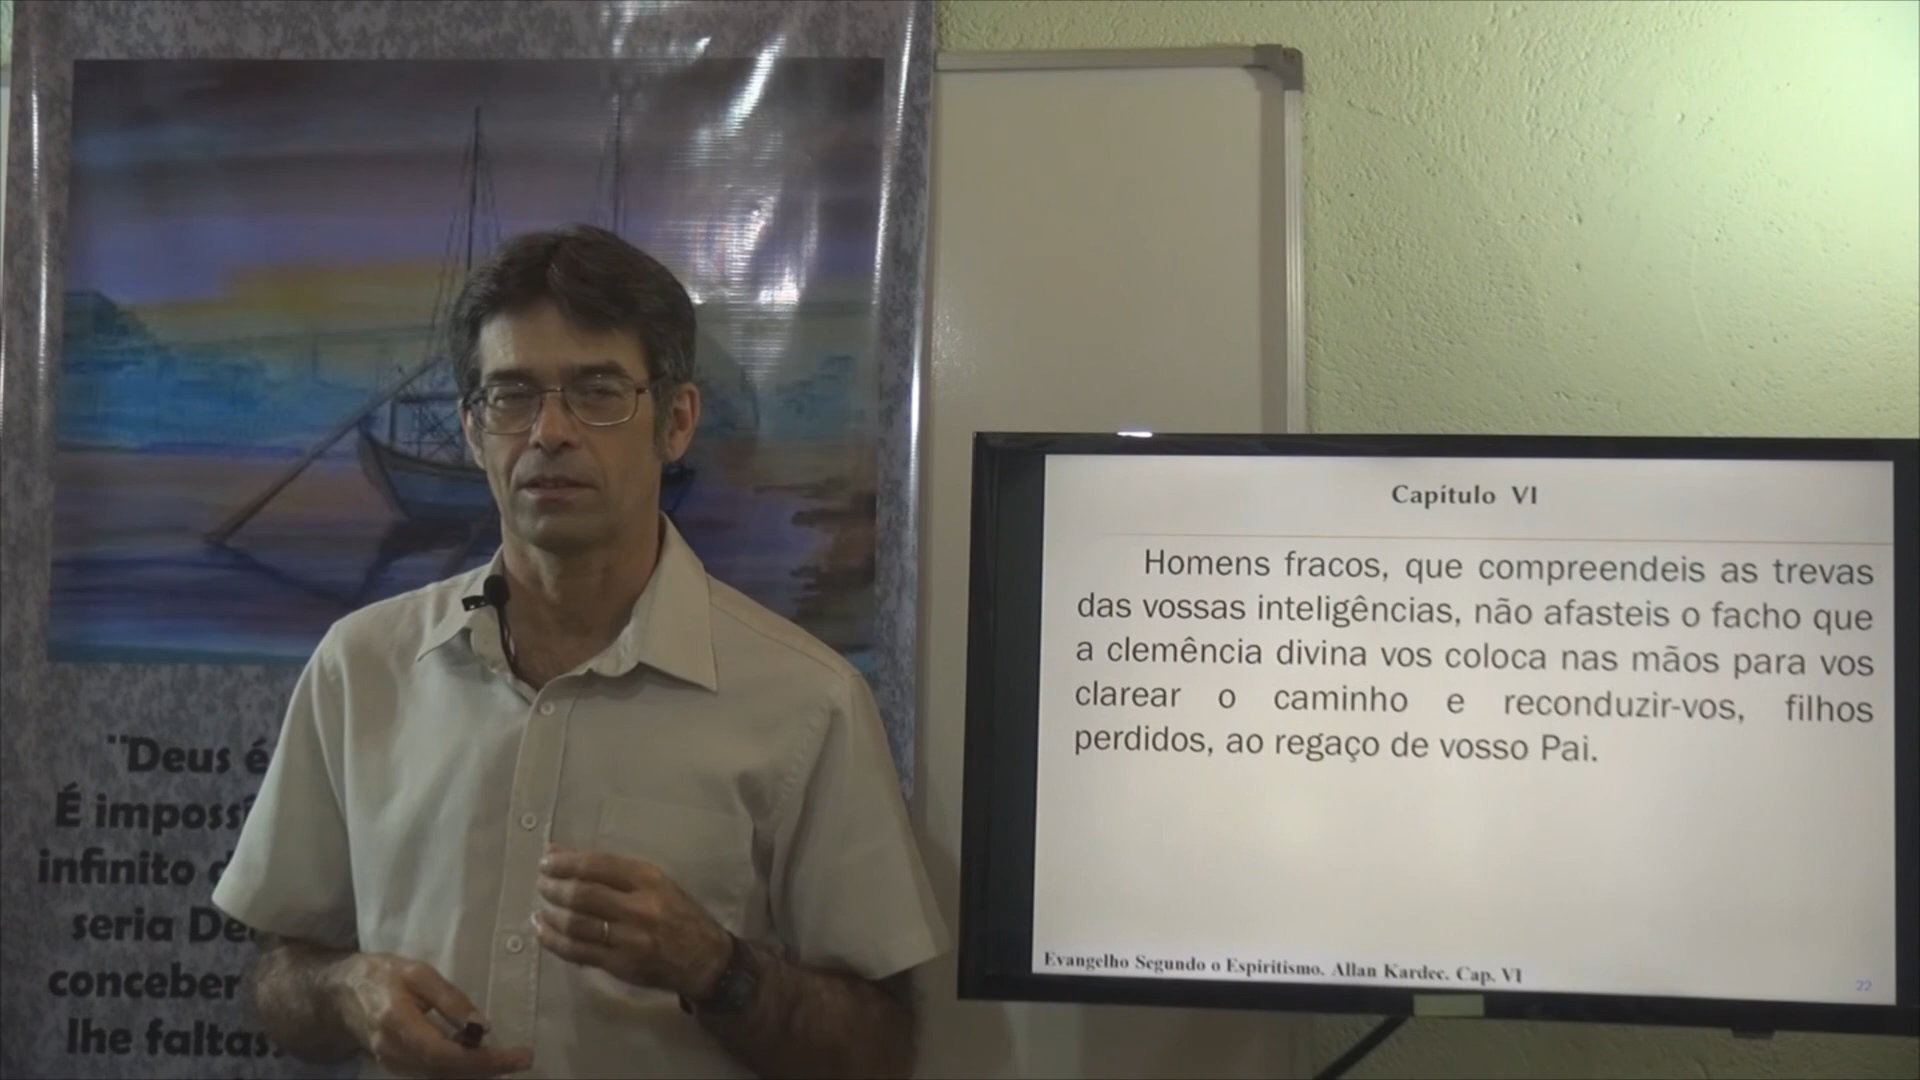 ¨Deus é
É imposs
infinito
seria De
conceber
lhe faltas
Capítulo VI
Homens fracos, que compreendeis as trevas
das vossas inteligências, não afasteis o facho que
a clemência divina vos coloca nas mãos para vos
clarear o caminho e reconduzir-vos, filhos
perdidos, ao regaço de vosso Pai.
Evangelho Segundo o Espiritismo. Allan Kardec. Cap. VI
22